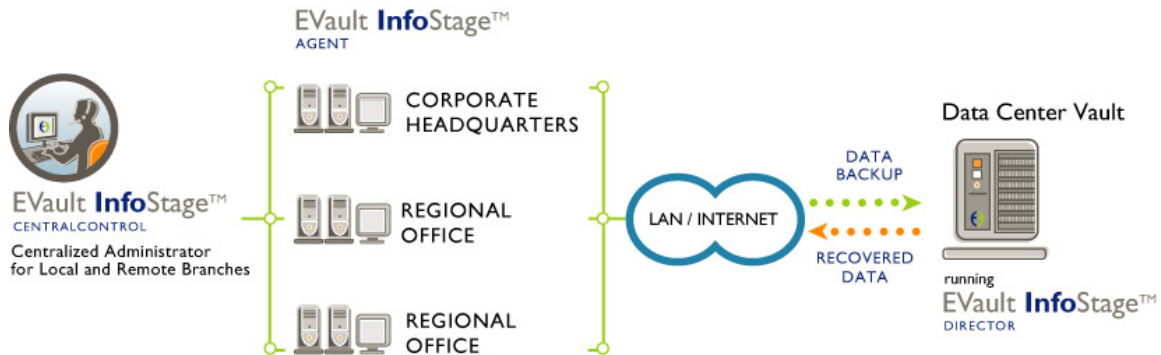 EVault InfoStage™
AGENT
EVault InfoStage™
CENTRALCONTROL
Centralized Administrator
for Local and Remote Branches
CORPORATE
HEADQUARTERS
REGIONAL
OFFICE
REGIONAL
OFFICE
LAN / INTERNET
DATA
BACKUP
RECOVERED
DATA
Data Center Vault
running
EVault InfoStage™
DIRECTOR